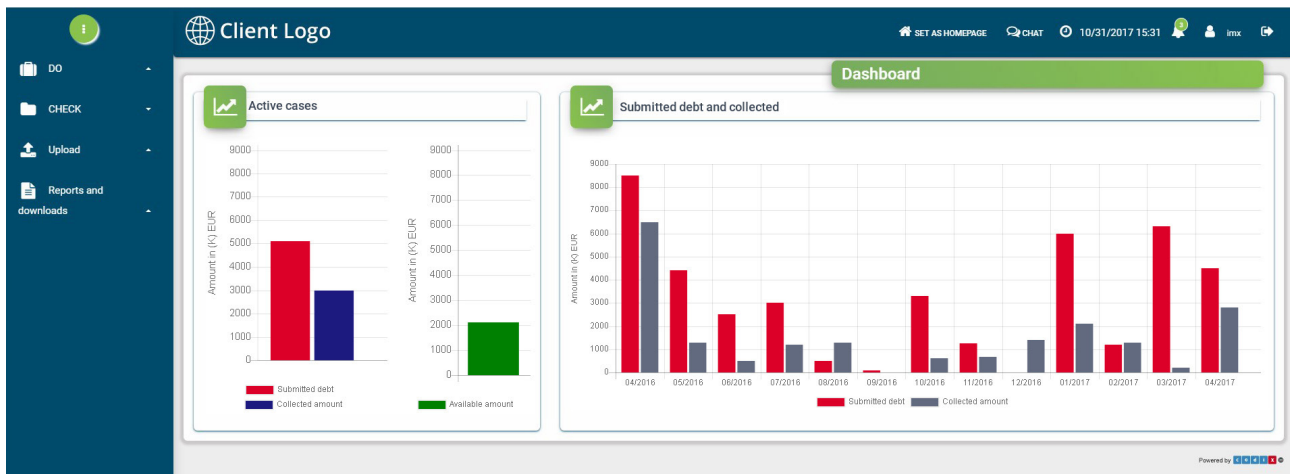 Client Logo
SET AS HOMEPAGE CHAT 10/31/2017 15:31 3 imx
DO
CHECK
Upload
Reports and
downloads
Dashboard
Active cases
9000
8000
7000
6000
5000
4000
3000
2000
1000
0
Amount in (K) EUR
Submitted debt
Collected amount
9000
8000
7000
6000
5000
4000
3000
2000
1000
0
Amount in (K) EUR
Available amount
Submitted debt and collected
9000
8000
7000
6000
5000
4000
3000
2000
1000
0
Amount in (K) EUR
04/2016 05/2016 06/2016 07/2016 08/2016 09/2016 10/2016 11/2016 12/2016 01/2017 02/2017 03/2017 04/2017
Submitted debt Collected amount
Powered by